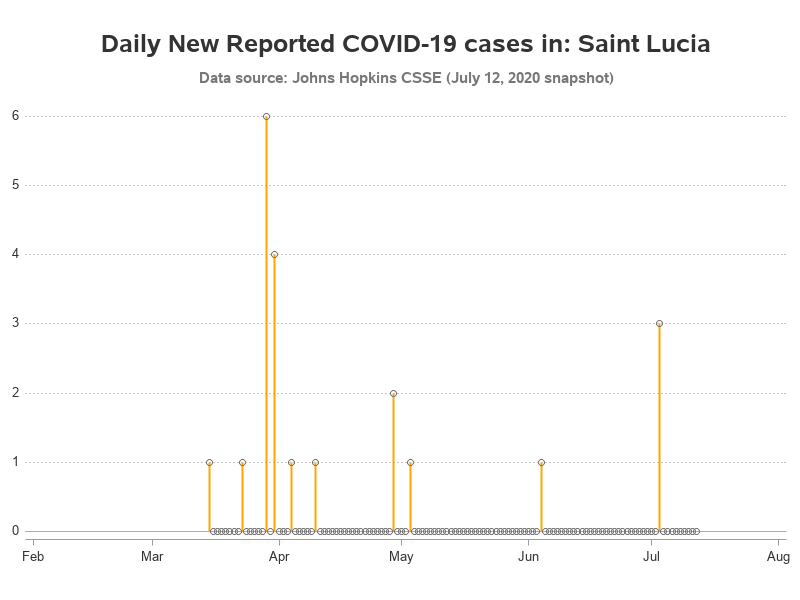 Daily New Reported COVID-19 cases in: Saint Lucia
Data source: Johns Hopkins CSSE (July 12, 2020 snapshot)
6
5
4
3
2
1
0
Feb Mar Apr May Jun Jul Aug